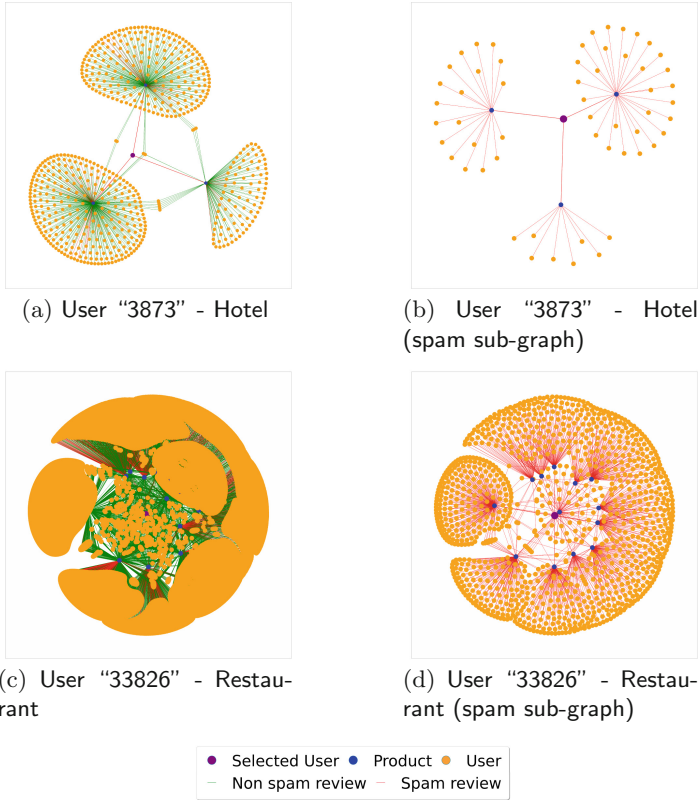 (a) User “3873” - Hotel
(b) User “3873” - Hotel
(spam sub-graph)
(c) User “33826” - Restau-
rant
(d) User “33826” - Restau-
rant (spam sub-graph)
Selected User Product User
Non spam review Spam review